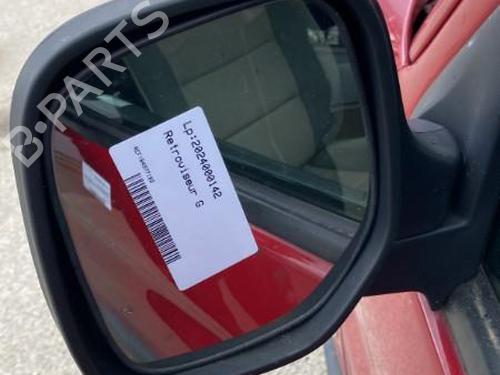 B-PARTS
Lp:2024000142
Retroviseur G